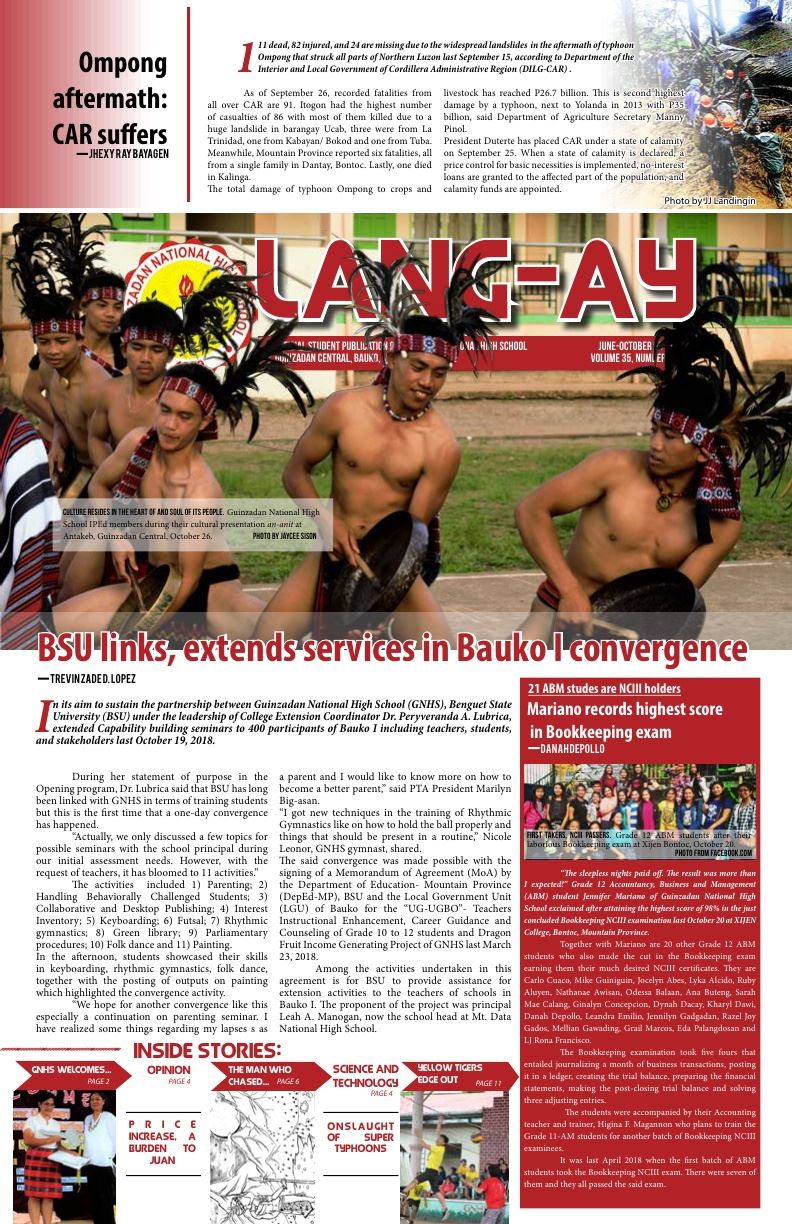 Ompong
aftermath:
CAR suffers
—JHEXY RAY BAYAGEN
111 dead, 82 injured, and 24 are missing due to the widespread landslides in the aftermath of typhoon
Ompong that struck all parts of Northern Luzon last September 15, according to Department of the
Interior and Local Government of Cordillera Administrative Region (DILG-CAR) .
As of September 26, recorded fatalities from
all over CAR are 91. Itogon had the highest number
of casualties of 86 with most of them killed due to a
huge landslide in barangay Ucab, three were from La
Trinidad, one from Kabayan/ Bokod and one from Tuba.
Meanwhile, Mountain Province reported six fatalities, all
from a single family in Dantay, Bontoc. Lastly, one died
in Kalinga.
The total damage of typhoon Ompong to crops and
livestock has reached P26.7 billion. This is second highest
damage by a typhoon, next to Yolanda in 2013 with P35
billion, said Department of Agriculture Secretary Manny
Pinol.
President Duterte has placed CAR under a state of calamity
on September 25. When a state of calamity is declared, a
price control for basic necessities is implemented, no-interest
loans are granted to the affected part of the population, and
calamity funds are appointed.
Photo by JJ Landingin
LANG-AY
STUDENT PUBLICATION HIGH SCHOOL
GUINZADAN CENTRAL, BAUKO,
JUNE-OCTOBER
VOLUME 35,
CULTURE RESIDES IN THE HEART OF AND SOUL OF ITS PEOPLE. Guinzadan National High
School IPEd members during their cultural presentation an-anit at
Antakeb, Guinzadan Central, October 26. PHOTO BY JAYCEE SISON
BSU links, extends services in Bauko I convergence
—TREVINZADE D. LOPEZ
In its aim to sustain the partnership between Guinzadan National High School (GNHS), Benguet State
University (BSU) under the leadership of College Extension Coordinator Dr. Peryveranda A. Lubrica,
extended Capability building seminars to 400 participants of Bauko I including teachers, students,
and stakeholders last October 19, 2018.
During her statement of purpose in the
Opening program, Dr. Lubrica said that BSU has long
been linked with GNHS in terms of training students
but this is the first time that a one-day convergence
has happened.
“Actually, we only discussed a few topics for
possible seminars with the school principal during
our initial assessment needs. However, with the
request of teachers, it has bloomed to 11 activities.”
The activities included 1) Parenting; 2)
Handling Behaviorally Challenged Students; 3)
Collaborative and Desktop Publishing; 4) Interest
Inventory; 5) Keyboarding; 6) Futsal; 7) Rhythmic
gymnastics; 8) Green library; 9) Parliamentary
procedures; 10) Folk dance and 11) Painting.
In the afternoon, students showcased their skills
in keyboarding, rhythmic gymnastics, folk dance,
together with the posting of outputs on painting
which highlighted the convergence activity.
“We hope for another convergence like this
especially a continuation on parenting seminar. I
have realized some things regarding my lapses s as
a parent and I would like to know more on how to
become a better parent,” said PTA President Marilyn
Big-asan.
“I got new techniques in the training of Rhythmic
Gymnastics like on how to hold the ball properly and
things that should be present in a routine,” Nicole
Leonor, GNHS gymnast, shared.
The said convergence was made possible with the
signing of a Memorandum of Agreement (MoA) by
the Department of Education- Mountain Province
(DepEd-MP), BSU and the Local Government Unit
(LGU) of Bauko for the “UG-UGBO”- Teachers
Instructional Enhancement, Career Guidance and
Counseling of Grade 10 to 12 students and Dragon
Fruit Income Generating Project of GNHS last March
23, 2018.
Among the activities undertaken in this
agreement is for BSU to provide assistance for
extension activities to the teachers of schools in
Bauko I. The proponent of the project was principal
Leah A. Manogan, now the school head at Mt. Data
National High School.
21 ABM studes are NCIII holders
Mariano records highest score
in Bookkeeping exam
—DANAH DEPOLLO
FIRST TAKERS, NCII PASSERS. Grade 12 ABM students after their
laborious Bookkeeping exam at Xijen Bontoc, October 20.
PHOTO FROM FACEBOOK.COM
“The sleepless nights paid off. The result was more than
I expected!” Grade 12 Accountancy, Business and Management
(ABM) student Jennifer Mariano of Guinzadan National High
School exclaimed after attaining the highest score of 98% in the just
concluded Bookkeeping NCIII examination last October 20 at XIJEN
College, Bontoc, Mountain Province.
Together with Mariano are 20 other Grade 12 ABM
students who also made the cut in the Bookkeeping exam
earning them their much desired NCIII certificates. They are
Carlo Cuaco, Mike Guiniguin, Jocelyn Abes, Lyka Alcido, Ruby
Aluyen, Nathanae Awisan, Odessa Balaan, Ana Buteng, Sarah
Mae Calang, Ginalyn Concepcion, Dynah Dacay, Kharyl Dawi,
Danah Depollo, Leandra Emilio, Jennilyn Gadgadan, Razel Joy
Gados, Mellian Gawading, Grail Marcos, Eda Palangdosan and
LJ Rona Francisco.
The Bookkeeping examination took five fours that
entailed journalizing a month of business transactions, posting
it in a ledger, creating the trial balance, preparing the financial
statements, making the post-closing trial balance and solving
three adjusting entries.
The students were accompanied by their Accounting
teacher and trainer, Higina F. Magannon who plans to train the
Grade 11-AM students for another batch of Bookkeeping NCIII
examinees.
It was last April 2018 when the first batch of ABM
students took the Bookkeeping NCIII exam. There were seven of
them and they all passed the said exam.
INSIDE STORIES:
GNHS WELCOMES...
PAGE 2
OPINION
PAGE 4
PRICE
INCREASE, A
BURDEN TO
JUAN
THE MAN WHO
CHASED... PAGE 6
SCIENCE AND
TECHNOLOGY
PAGE 4
ONSLAUGHT
OF SUPER
TYPHOONS
YELLOW TIGERS
EDGE OUT PAGE 11